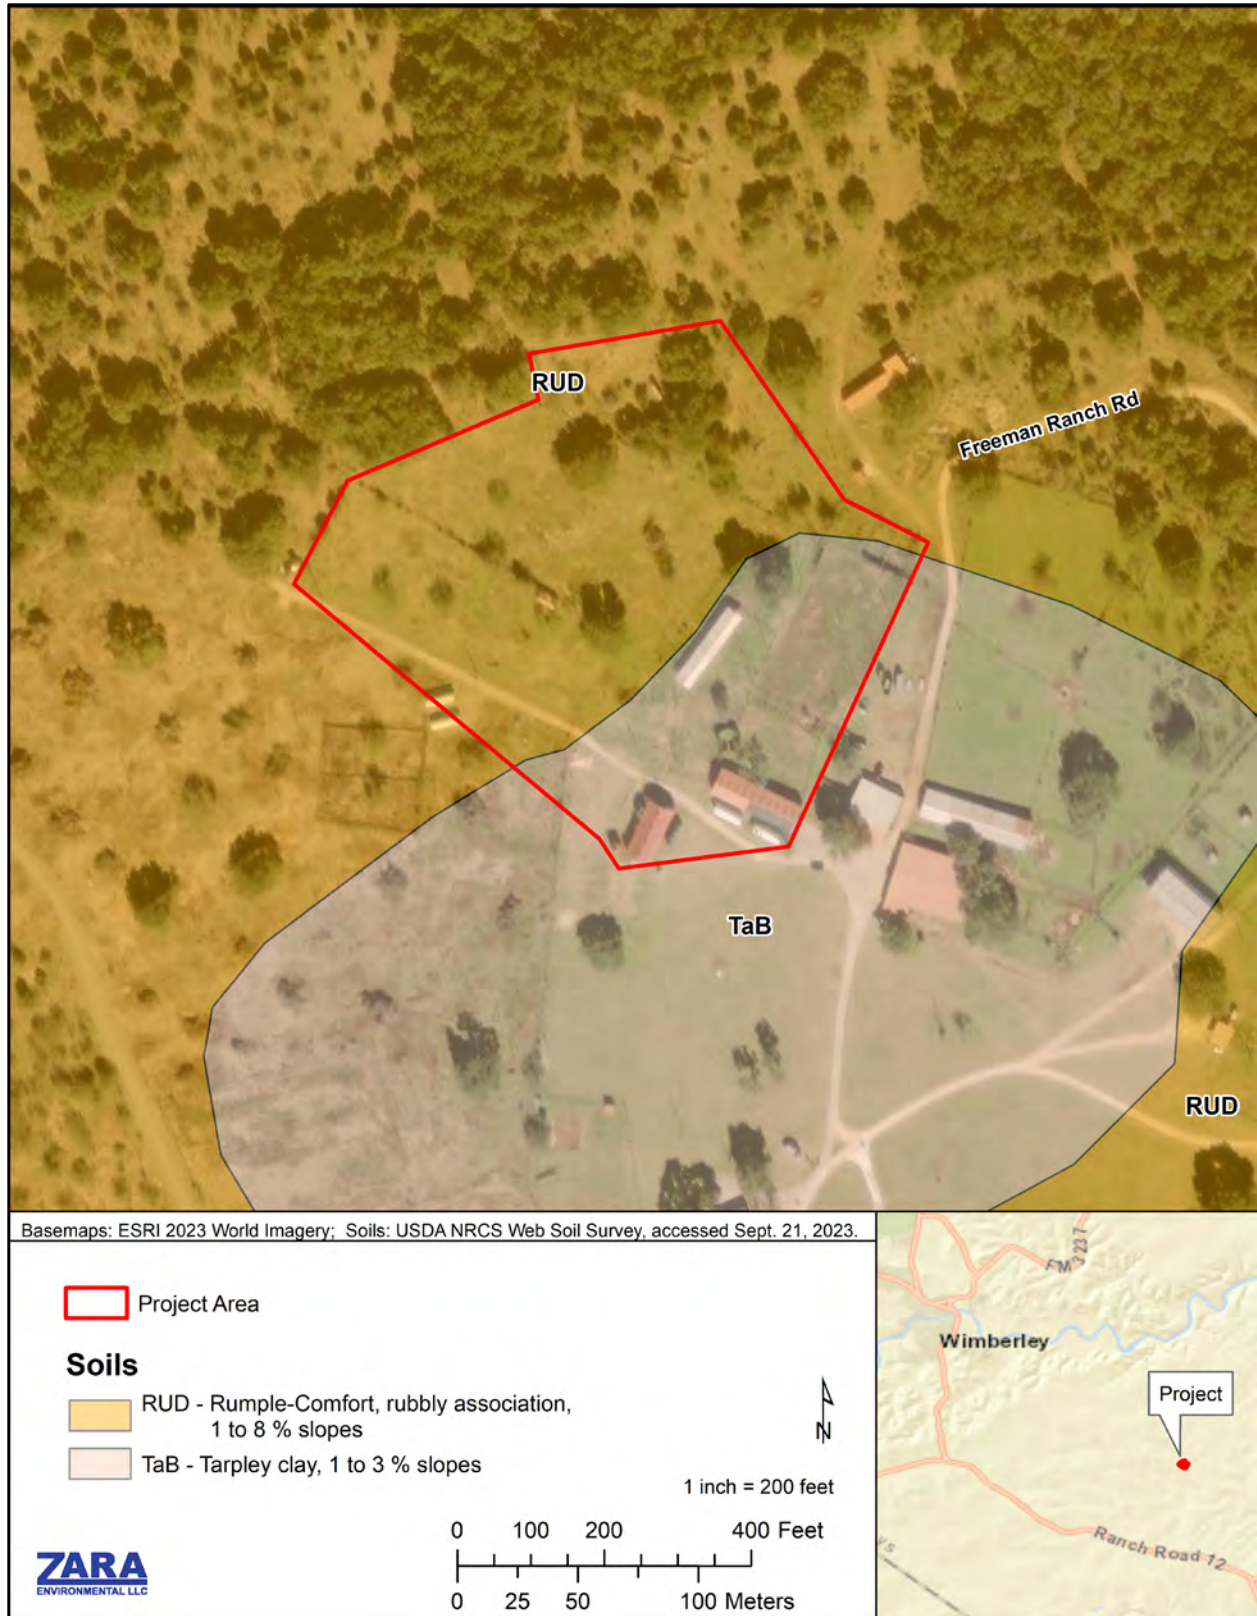 RUD
Freeman Ranch Rd
TaB
RUD
Basemaps: ESRI 2023 World Imagery; Soils: USDA NRCS Web Soil Survey, accessed Sept. 21, 2023.
Project Area
Soils
RUD - Rumple-Comfort, rubbly association,
1 to 8 % slopes
TaB - Tarpley clay, 1 to 3 % slopes
N
1 inch = 200 feet
0 100 200 400 Feet
0 25 50 100 Meters
ZARA
ENVIRONMENTAL LLC
FM 3237
Wimberley
Project
Ranch Road 12
ys